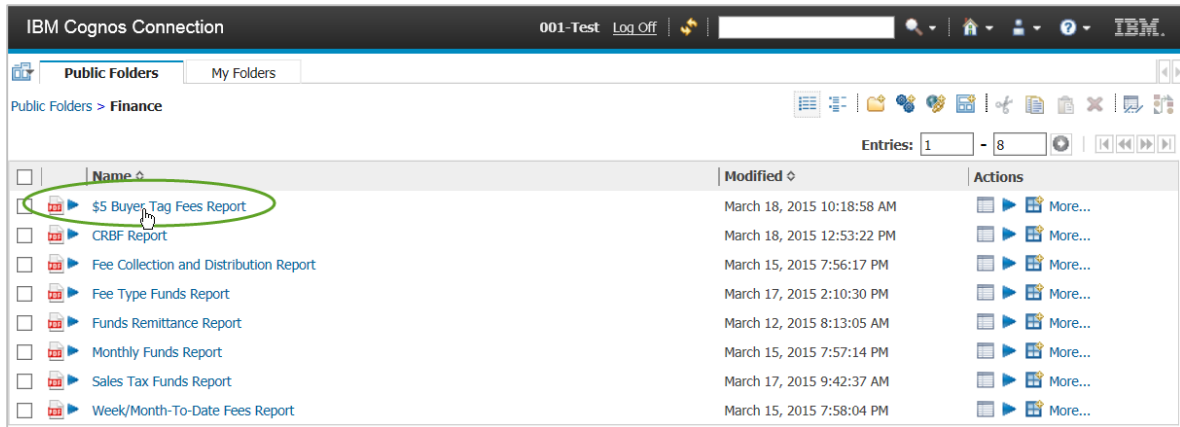 IBM Cognos Connection 001-Test Log Off IBM.
Public Folders My Folders
Public Folders > Finance
Entries: 1 - 8
Name Modified Actions
$5 Buyer Tag Fees Report March 18, 2015 10:18:58 AM More...
CRBF Report March 18, 2015 12:53:22 PM More...
Fee Collection and Distribution Report March 15, 2015 7:56:17 PM More...
Fee Type Funds Report March 17, 2015 2:10:30 PM More...
Funds Remittance Report March 12, 2015 8:13:05 AM More...
Monthly Funds Report March 15, 2015 7:57:14 PM More...
Sales Tax Funds Report March 17, 2015 9:42:37 AM More...
Week/Month-To-Date Fees Report March 15, 2015 7:58:04 PM More...